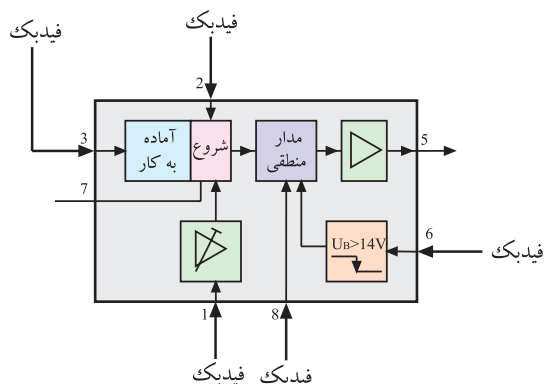 فیدبک
فیدبک
2
3
آماده
به کار
شروع
مدار
منطقی
5
7
UB>14V
6
فیدبک
1
8
فیدبک
فیدبک